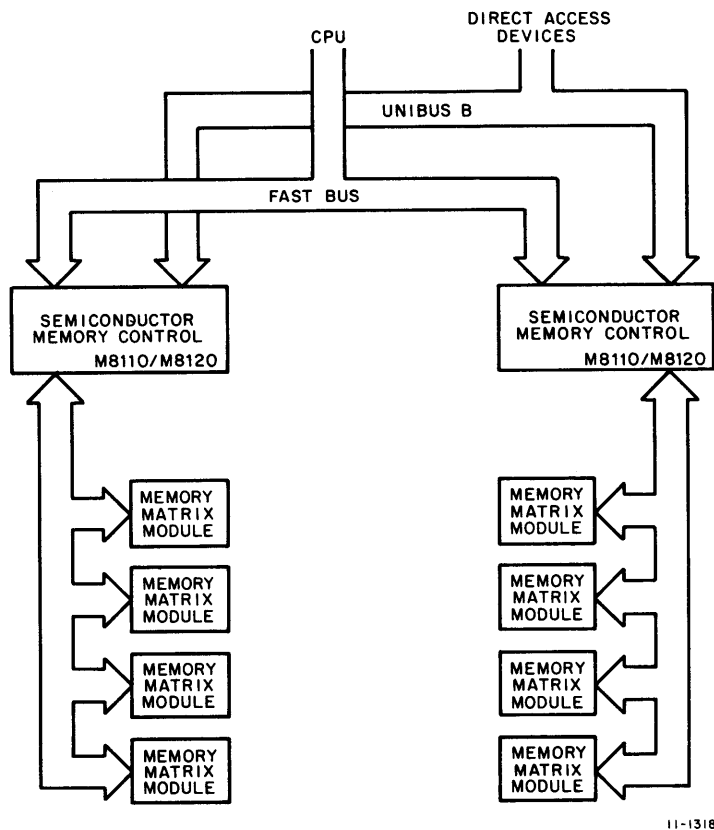 CPU
DIRECT ACCESS
DEVICES
UNIBUS B
FAST BUS
SEMICONDUCTOR
MEMORY CONTROL
M8110/M8120
SEMICONDUCTOR
MEMORY CONTROL
M8110/M8120
MEMORY
MATRIX
MODULE
MEMORY
MATRIX
MODULE
MEMORY
MATRIX
MODULE
MEMORY
MATRIX
MODULE
MEMORY
MATRIX
MODULE
MEMORY
MATRIX
MODULE
MEMORY
MATRIX
MODULE
MEMORY
MATRIX
MODULE
11-1318